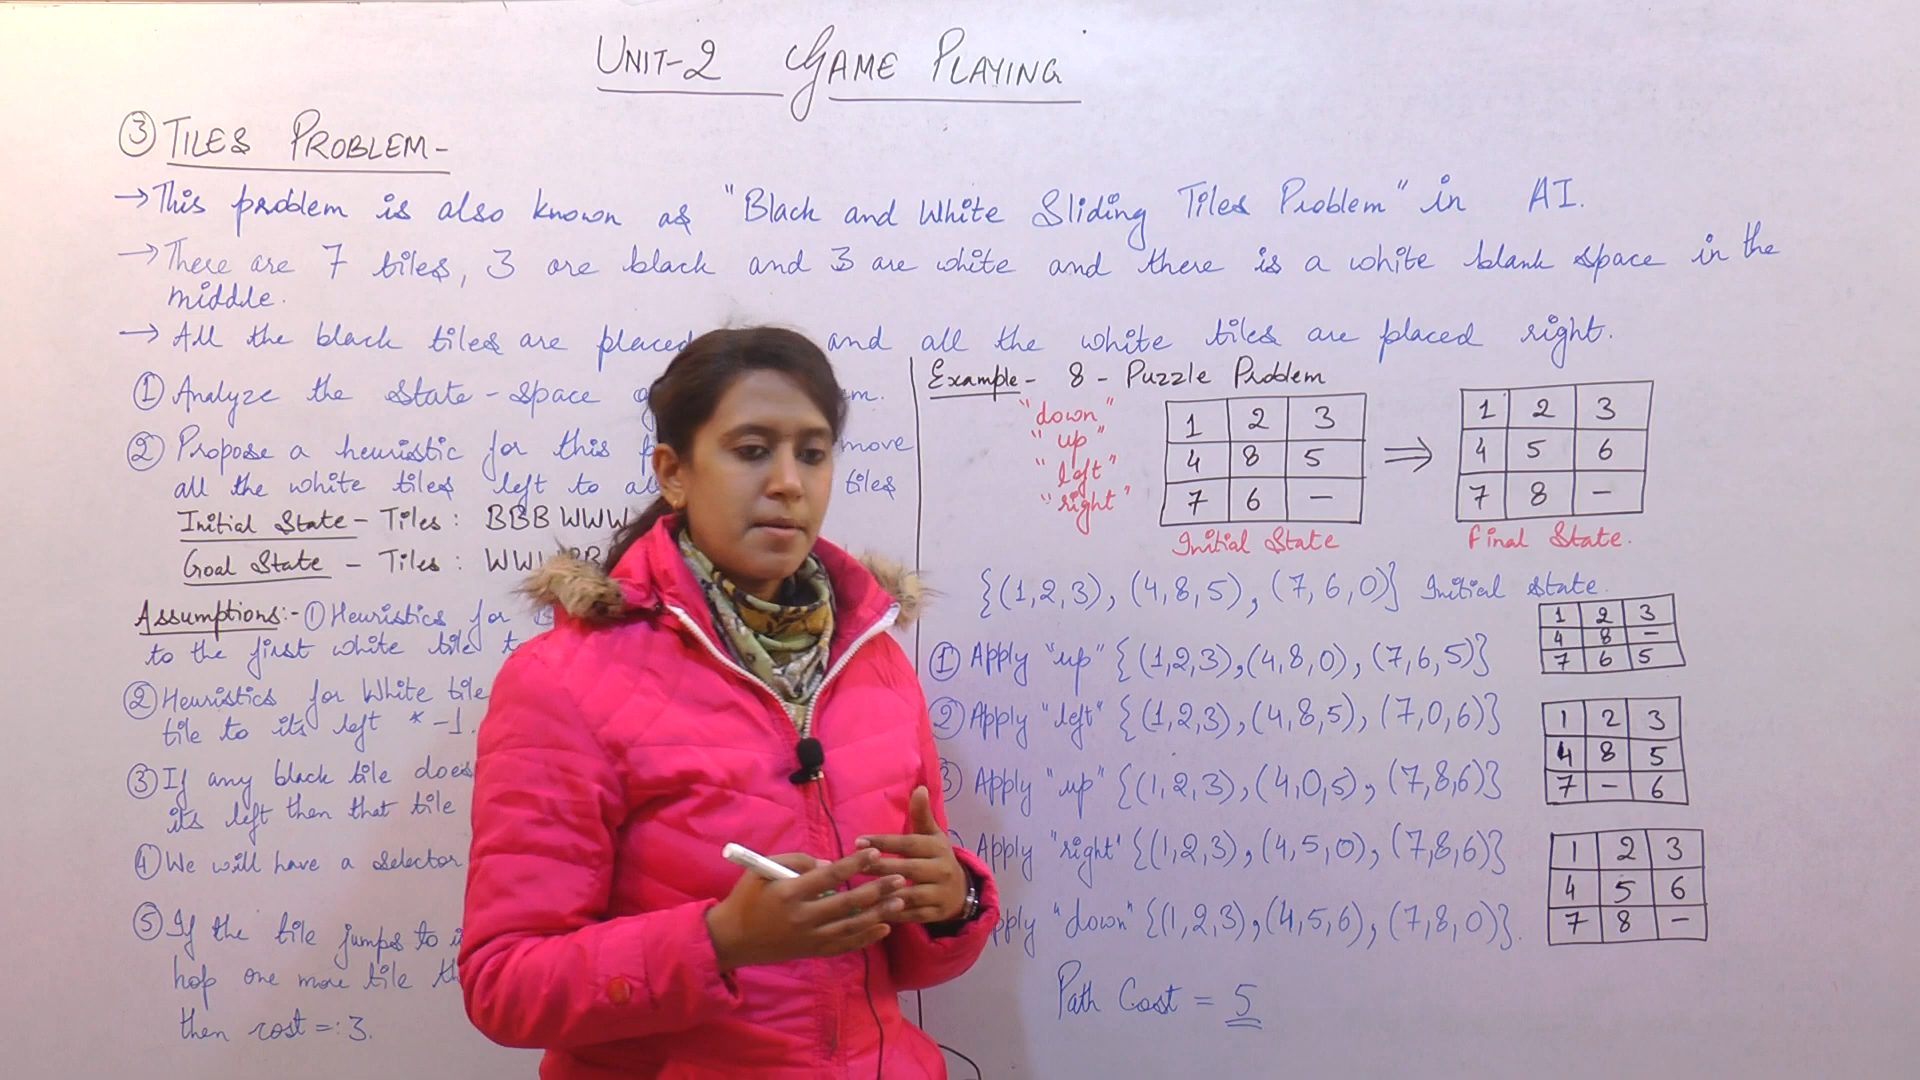 UNIT-2 GAME PLAYING
③ TILES PROBLEM-
→ This problem is also known as "Black and White Sliding Tiles Problem" in AI.
→ There are 7 tiles, 3 are black and 3 are white and there is a white blank space in the
middle.
→ All the black tiles are placed and all the white tiles are placed right.
① Analyze the state-space
② Propose a heuristic for this move
all the white tiles left to tiles
Initial State - Tiles : BBB WWW
Goal State - Tiles :
Assumptions:- ① Heuristics for
to the first white tile
② Heuristics for White tile
tile to its left * -1.
③ If any black tile does
its left then that tile
④ We will have a selector
⑤ If the tile jumps to
hop one more tile
then cost =: 3.
Example - 8 - Puzzle Problem
"down"
"up"
"left"
"right"
1 2 3
4 8 5
7 6 -
Initial State
⇒
1 2 3
4 5 6
7 8 -
Final State.
{(1,2,3), (4,8,5), (7,6,0)} Initial state.
① Apply "up" {(1,2,3),(4,8,0),(7,6,5)}
1 2 3
4 8 -
7 6 5
② Apply "left" {(1,2,3),(4,8,5),(7,0,6)}
1 2 3
4 8 5
7 - 6
Apply "up" {(1,2,3),(4,0,5),(7,8,6)}
Apply "right" {(1,2,3),(4,5,0),(7,8,6)}
1 2 3
4 5 6
7 8 -
"down" {(1,2,3),(4,5,6),(7,8,0)}.
Path Cost = 5